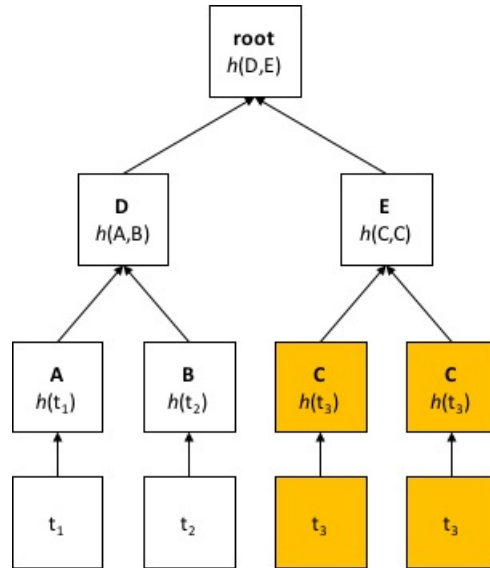 root
h(D,E)
D
h(A,B)
E
h(C,C)
A
h(t₁)
B
h(t₂)
C
h(t₃)
C
h(t₃)
t₁
t₂
t₃
t₃